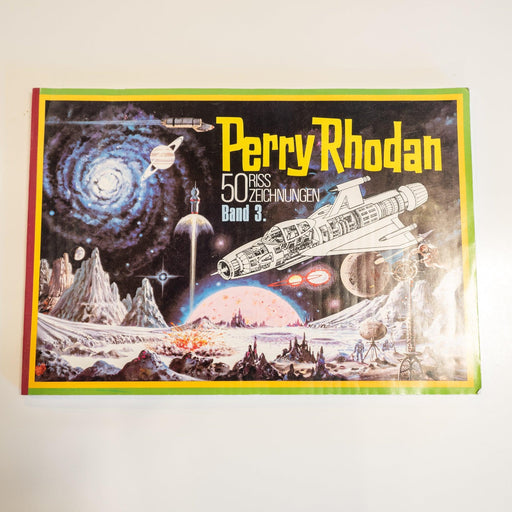 Perry Rhodan
50 RISS
ZEICHNUNGEN
Band 3.